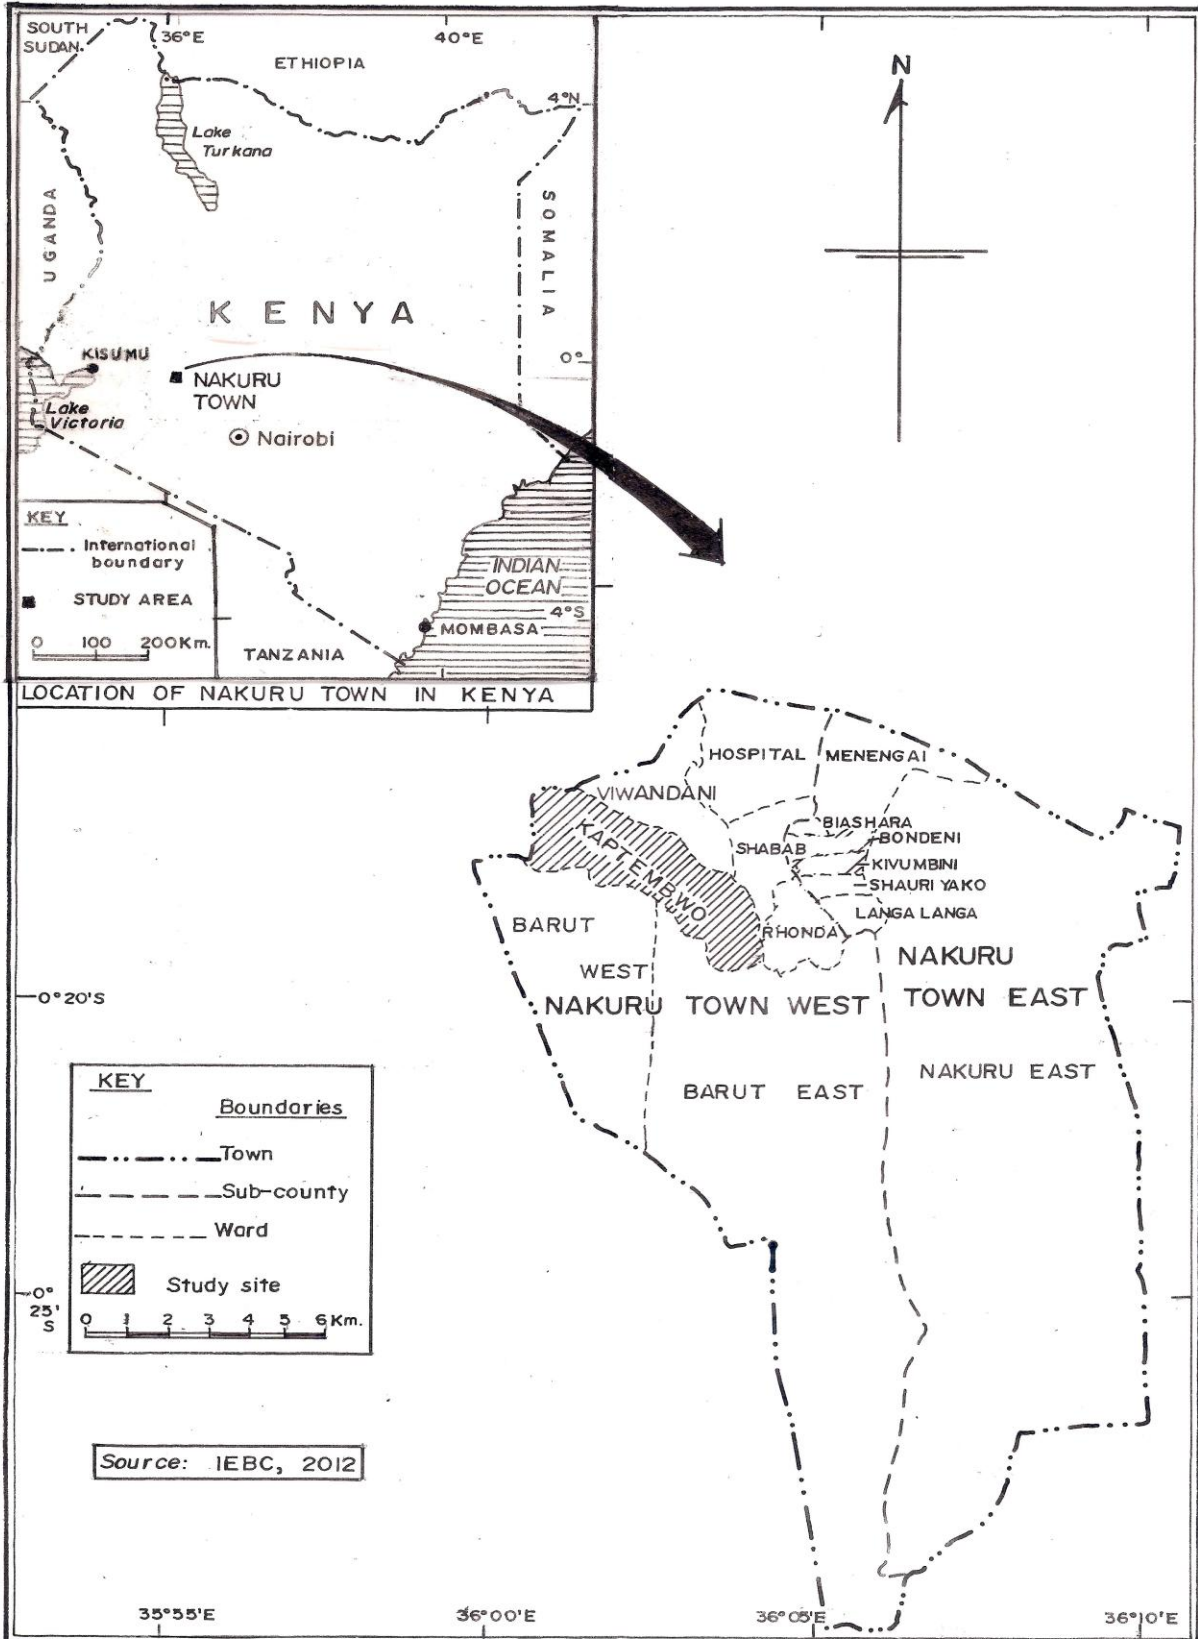 SOUTH
SUDAN
36°E
40°E
ETHIOPIA
4°N
Lake
Turkana
UGANDA
SOMALIA
KENYA
0°
KISUMU
NAKURU
TOWN
Lake
Victoria
Nairobi
KEY
International
boundary
STUDY AREA
0 100 200Km.
INDIAN
OCEAN
4°S
MOMBASA
TANZANIA
LOCATION OF NAKURU TOWN IN KENYA
N
HOSPITAL
MENENGAI
VIWANDANI
BIASHARA
BONDENI
SHABAB
KIVUMBINI
SHAURI YAKO
KAPTEMBWO
LANGA LANGA
RHONDA
BARUT
WEST
NAKURU
TOWN EAST
NAKURU TOWN WEST
0°20'S
BARUT EAST
NAKURU EAST
KEY
Boundaries
Town
Sub-county
Ward
Study site
0 1 2 3 4 5 6 Km.
0°
25'
S
Source: IEBC, 2012
35°55'E
36°00'E
36°05'E
36°10'E